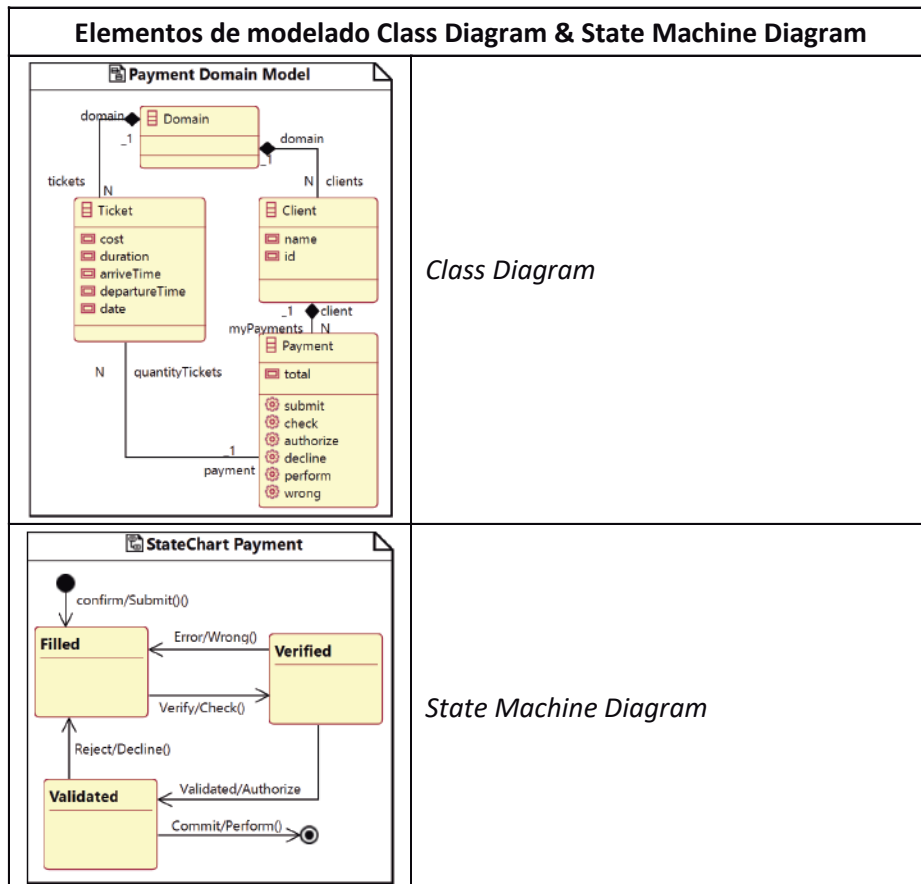 Elementos de modelado Class Diagram & State Machine Diagram
Payment Domain Model
domain
Domain
_1
domain
_1
tickets
N
N
clients
Ticket
cost
duration
arriveTime
departureTime
date
Client
name
id
_1
client
myPayments
N
Payment
total
submit
check
authorize
decline
perform
wrong
N
quantityTickets
_1
payment
Class Diagram
StateChart Payment
confirm/Submit()()
Filled
Error/Wrong()
Verified
Verify/Check()
Reject/Decline()
Validated/Authorize
Validated
Commit/Perform()
State Machine Diagram